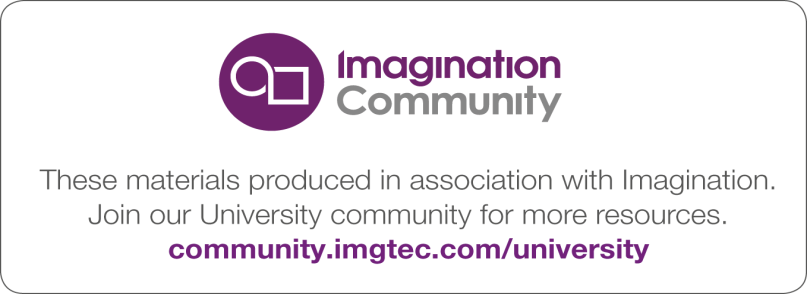 Imagination
Community
These materials produced in association with Imagination.
Join our University community for more resources.
community.imgtec.com/university